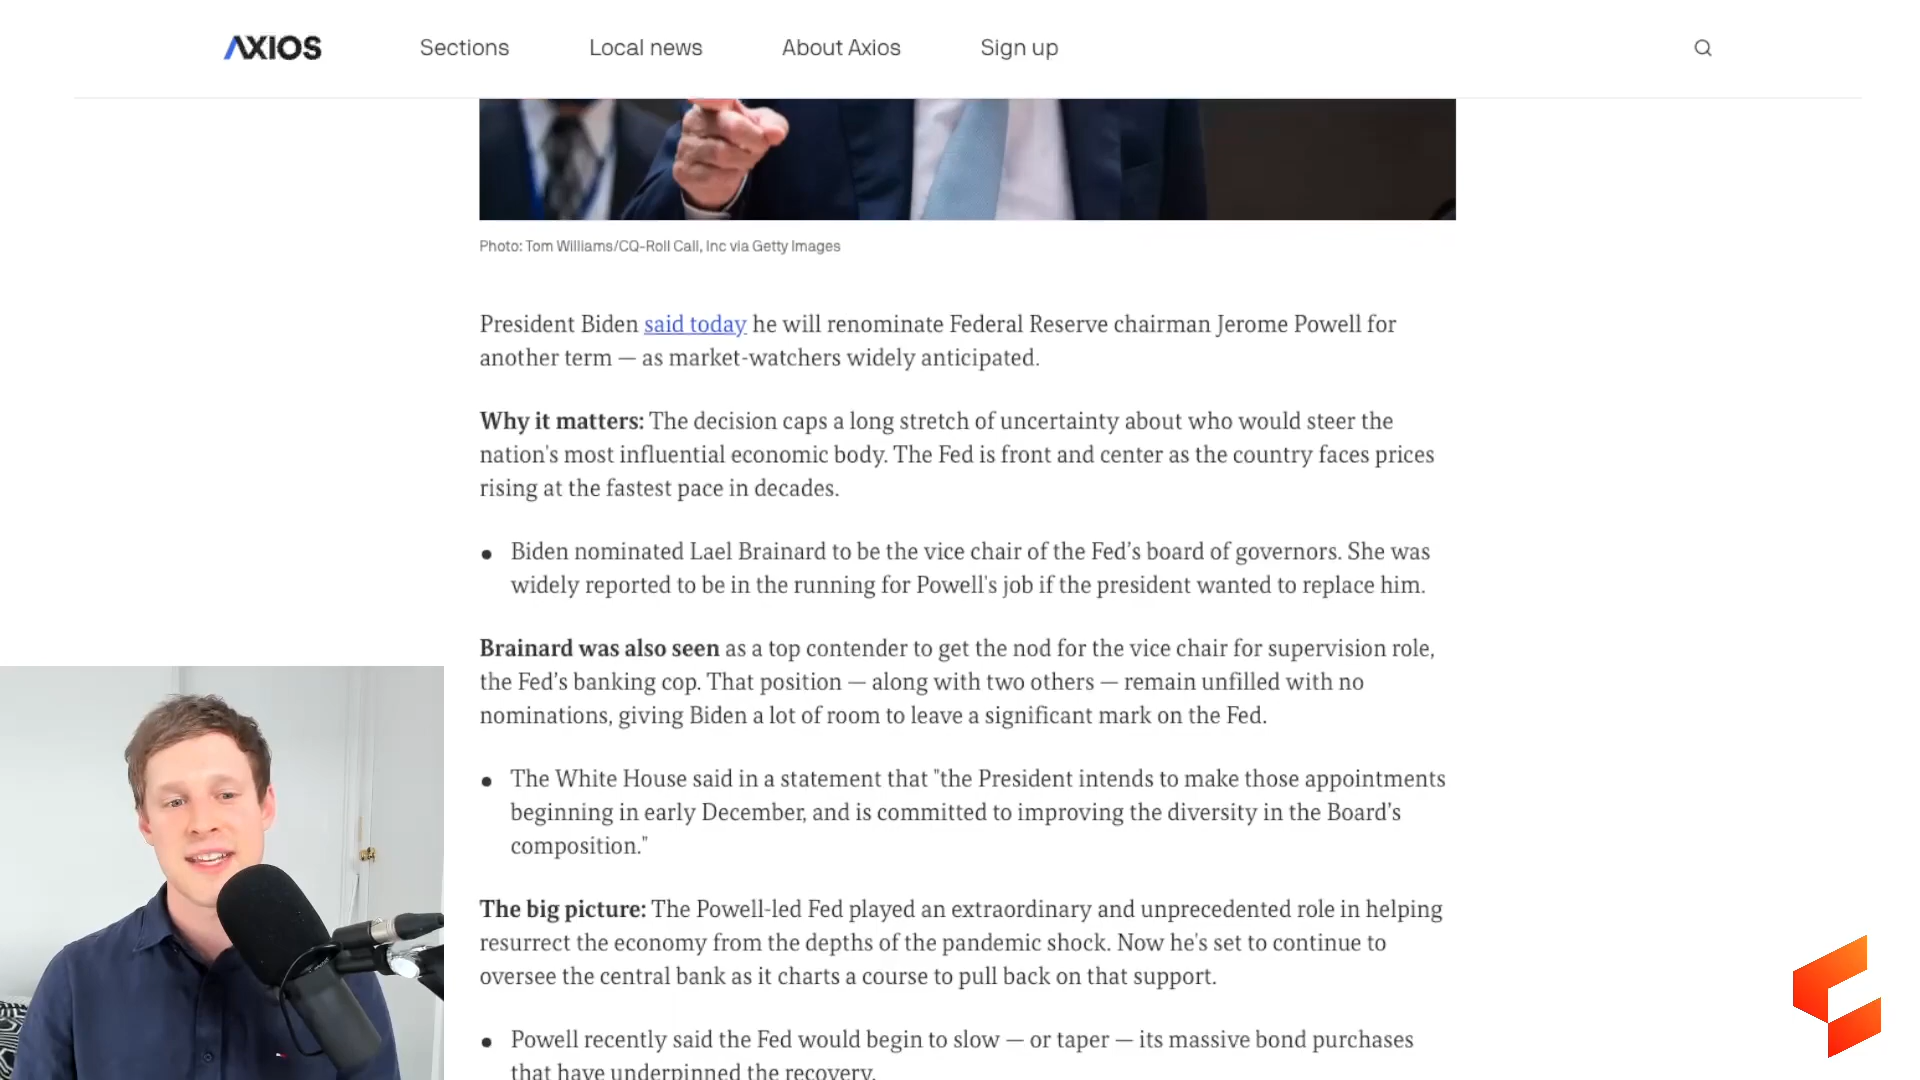 AXIOS
Sections
Local news
About Axios
Sign up
Photo: Tom Williams/CQ-Roll Call, Inc via Getty Images
President Biden said today he will renominate Federal Reserve chairman Jerome Powell for
another term — as market-watchers widely anticipated.
Why it matters: The decision caps a long stretch of uncertainty about who would steer the
nation's most influential economic body. The Fed is front and center as the country faces prices
rising at the fastest pace in decades.
• Biden nominated Lael Brainard to be the vice chair of the Fed’s board of governors. She was
widely reported to be in the running for Powell's job if the president wanted to replace him.
Brainard was also seen as a top contender to get the nod for the vice chair for supervision role,
the Fed’s banking cop. That position — along with two others — remain unfilled with no
nominations, giving Biden a lot of room to leave a significant mark on the Fed.
• The White House said in a statement that "the President intends to make those appointments
beginning in early December, and is committed to improving the diversity in the Board’s
composition."
The big picture: The Powell-led Fed played an extraordinary and unprecedented role in helping
resurrect the economy from the depths of the pandemic shock. Now he's set to continue to
oversee the central bank as it charts a course to pull back on that support.
• Powell recently said the Fed would begin to slow — or taper — its massive bond purchases
that have underpinned the recovery.